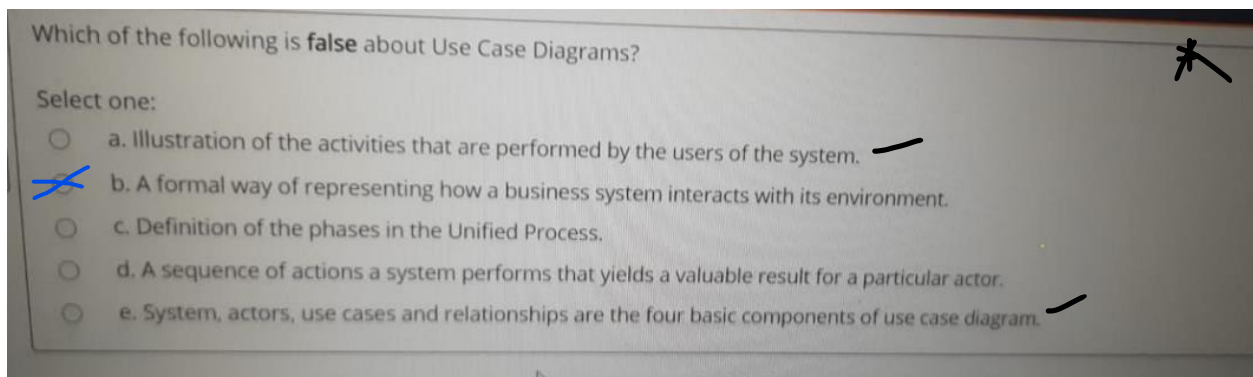 Which of the following is false about Use Case Diagrams?
Select one:
a. Illustration of the activities that are performed by the users of the system.
b. A formal way of representing how a business system interacts with its environment.
c. Definition of the phases in the Unified Process.
d. A sequence of actions a system performs that yields a valuable result for a particular actor.
e. System, actors, use cases and relationships are the four basic components of use case diagram.